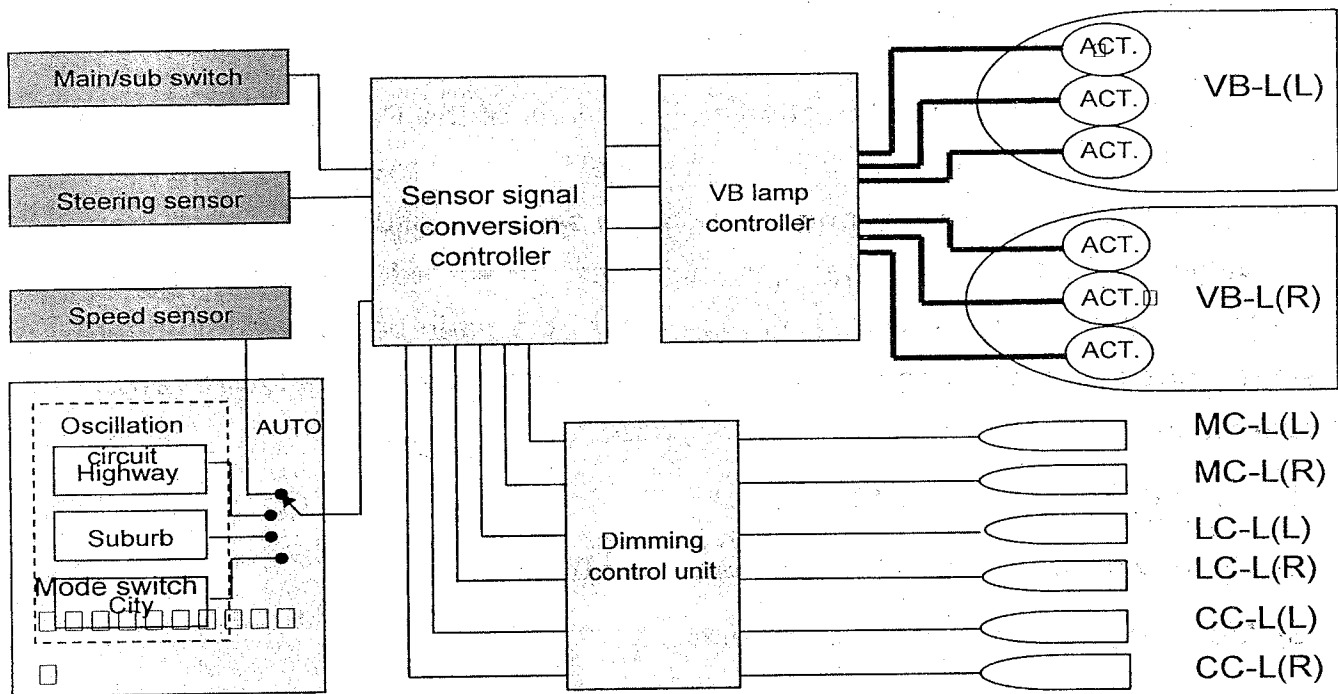 Main/sub switch
Steering sensor
Speed sensor
Oscillation
circuit
Highway
Suburb
City
AUTO
Mode switch
Sensor signal
conversion
controller
VB lamp
controller
Dimming
control unit
ACT.
ACT.
ACT.
VB-L(L)
ACT.
ACT.
ACT.
VB-L(R)
MC-L(L)
MC-L(R)
LC-L(L)
LC-L(R)
CC-L(L)
CC-L(R)